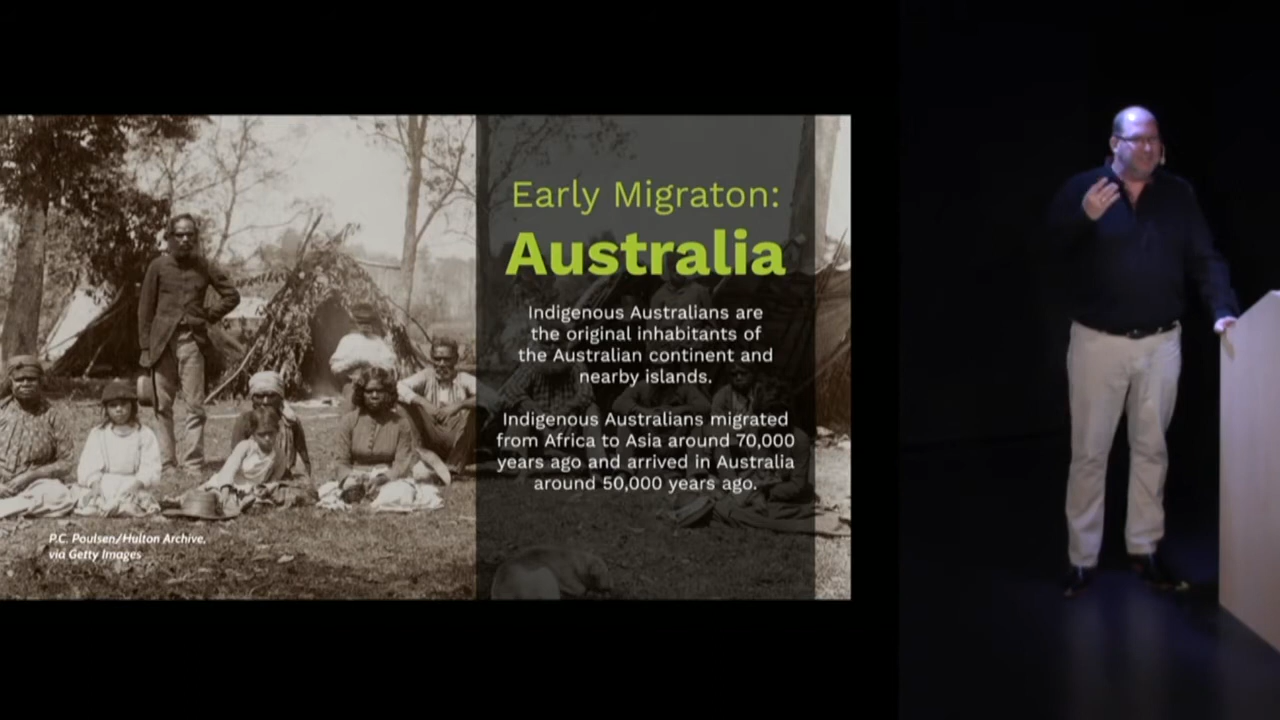 Early Migraton:
Australia
Indigenous Australians are
the original inhabitants of
the Australian continent and
nearby islands.
Indigenous Australians migrated
from Africa to Asia around 70,000
years ago and arrived in Australia
around 50,000 years ago.
P.C. Poulsen/Hulton Archive,
via Getty Images